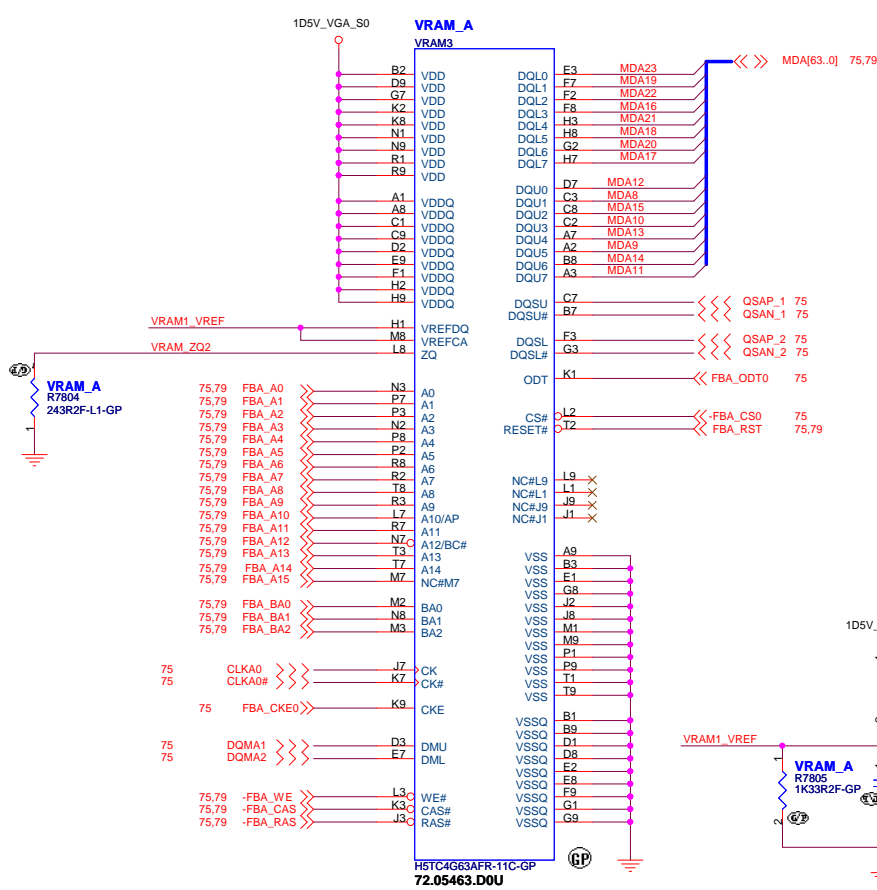 1D5V_VGA_S0
VRAM_A
VRAM3
B2 VDD DQL0 E3 MDA23
MDA[63..0] 75,79
D9 VDD DQL1 F7 MDA19
G7 VDD DQL2 F2 MDA22
K2 VDD DQL3 F8 MDA16
K8 VDD DQL4 H3 MDA21
N1 VDD DQL5 H8 MDA18
N9 VDD DQL6 G2 MDA20
R1 VDD DQL7 H7 MDA17
R9 VDD
DQU0 D7 MDA12
A1 VDDQ DQU1 C3 MDA8
A8 VDDQ DQU2 C8 MDA15
C1 VDDQ DQU3 C2 MDA10
C9 VDDQ DQU4 A7 MDA13
D2 VDDQ DQU5 A2 MDA9
E9 VDDQ DQU6 B8 MDA14
F1 VDDQ DQU7 A3 MDA11
H2 VDDQ
H9 VDDQ DQSU C7 QSAP_1 75
DQSU# B7 QSAN_1 75
VRAM1_VREF H1 VREFDQ
M8 VREFCA DQSL F3 QSAP_2 75
VRAM_ZQ2 L8 ZQ DQSL# G3 QSAN_2 75
ODT K1 FBA_ODT0 75
VRAM_A
R7804
243R2F-L1-GP
1
75,79 FBA_A0 N3 A0
75,79 FBA_A1 P7 A1
75,79 FBA_A2 P3 A2 CS# L2 -FBA_CS0 75
75,79 FBA_A3 N2 A3 RESET# T2 FBA_RST 75,79
75,79 FBA_A4 P8 A4
75,79 FBA_A5 P2 A5
75,79 FBA_A6 R8 A6
75,79 FBA_A7 R2 A7 NC#L9 L9
75,79 FBA_A8 T8 A8 NC#L1 L1
75,79 FBA_A9 R3 A9 NC#J9 J9
75,79 FBA_A10 L7 A10/AP NC#J1 J1
75,79 FBA_A11 R7 A11
75,79 FBA_A12 N7 A12/BC#
75,79 FBA_A13 T3 A13 VSS A9
75,79 FBA_A14 T7 A14 VSS B3
75,79 FBA_A15 M7 NC#M7 VSS E1
VSS G8
75,79 FBA_BA0 M2 BA0 VSS J2
75,79 FBA_BA1 N8 BA1 VSS J8
75,79 FBA_BA2 M3 BA2 VSS M1
VSS M9
VSS P1
75 CLKA0 J7 CK VSS P9
75 CLKA0# K7 CK# VSS T1
VSS T9
75 FBA_CKE0 K9 CKE
VSSQ B1
VSSQ B9
75 DQMA1 D3 DMU VSSQ D1
75 DQMA2 E7 DML VSSQ D8
VSSQ E2
VSSQ E8
75,79 -FBA_WE L3 WE# VSSQ F9
75,79 -FBA_CAS K3 CAS# VSSQ G1
75,79 -FBA_RAS J3 RAS# VSSQ G9
H5TC4G63AFR-11C-GP
72.05463.D0U
GP
1D5V_
VRAM1_VREF
1
VRAM_A
R7805
1K33R2F-GP
2